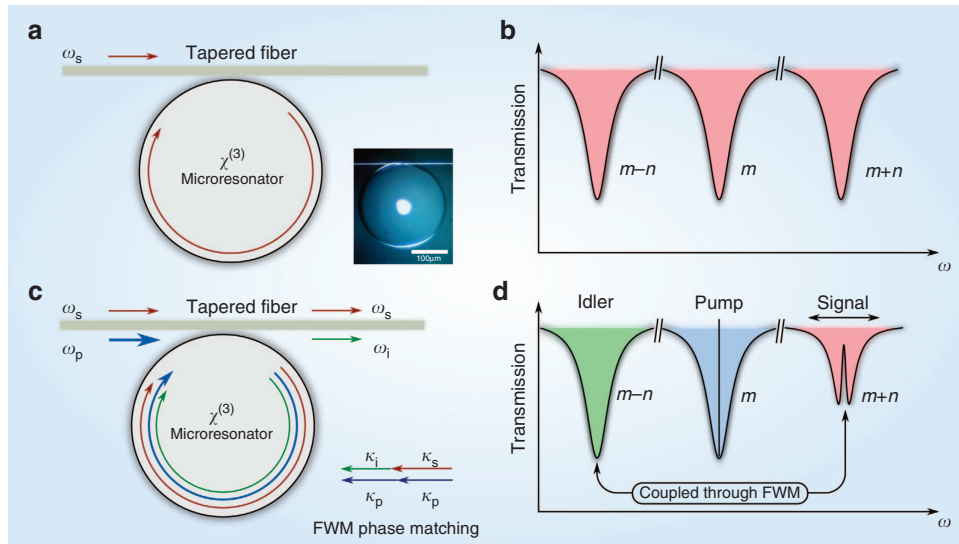 a
ωs
Tapered fiber
χ(3)
Microresonator
100μm
b
Transmission
m–n
m
m+n
ω
c
ωs
Tapered fiber
ωs
ωp
ωi
χ(3)
Microresonator
κi
κs
κp
κp
FWM phase matching
d
Idler
Pump
Signal
Transmission
m–n
m
m+n
Coupled through FWM
ω